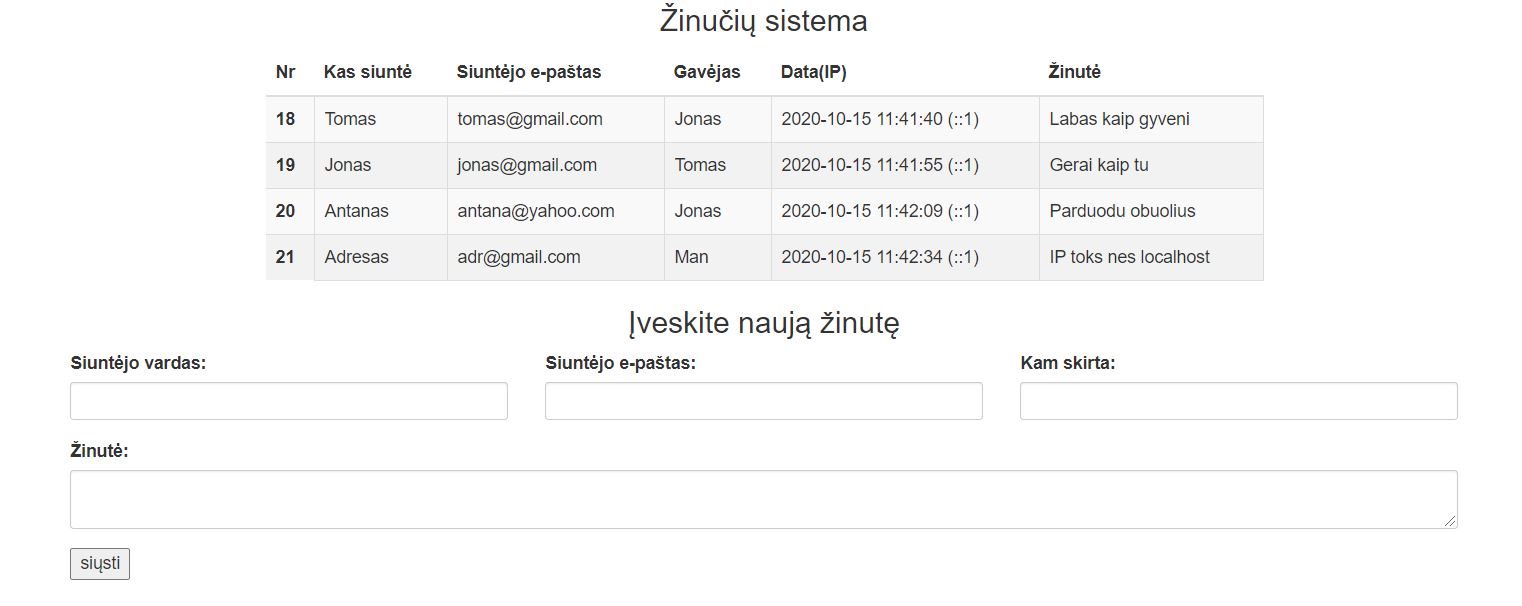 Žinučių sistema
Nr Kas siuntė Siuntėjo e-paštas Gavėjas Data(IP) Žinutė
18 Tomas tomas@gmail.com Jonas 2020-10-15 11:41:40 (::1) Labas kaip gyveni
19 Jonas jonas@gmail.com Tomas 2020-10-15 11:41:55 (::1) Gerai kaip tu
20 Antanas antana@yahoo.com Jonas 2020-10-15 11:42:09 (::1) Parduodu obuolius
21 Adresas adr@gmail.com Man 2020-10-15 11:42:34 (::1) IP toks nes localhost
Įveskite naują žinutę
Siuntėjo vardas: Siuntėjo e-paštas: Kam skirta:
Žinutė:
siųsti